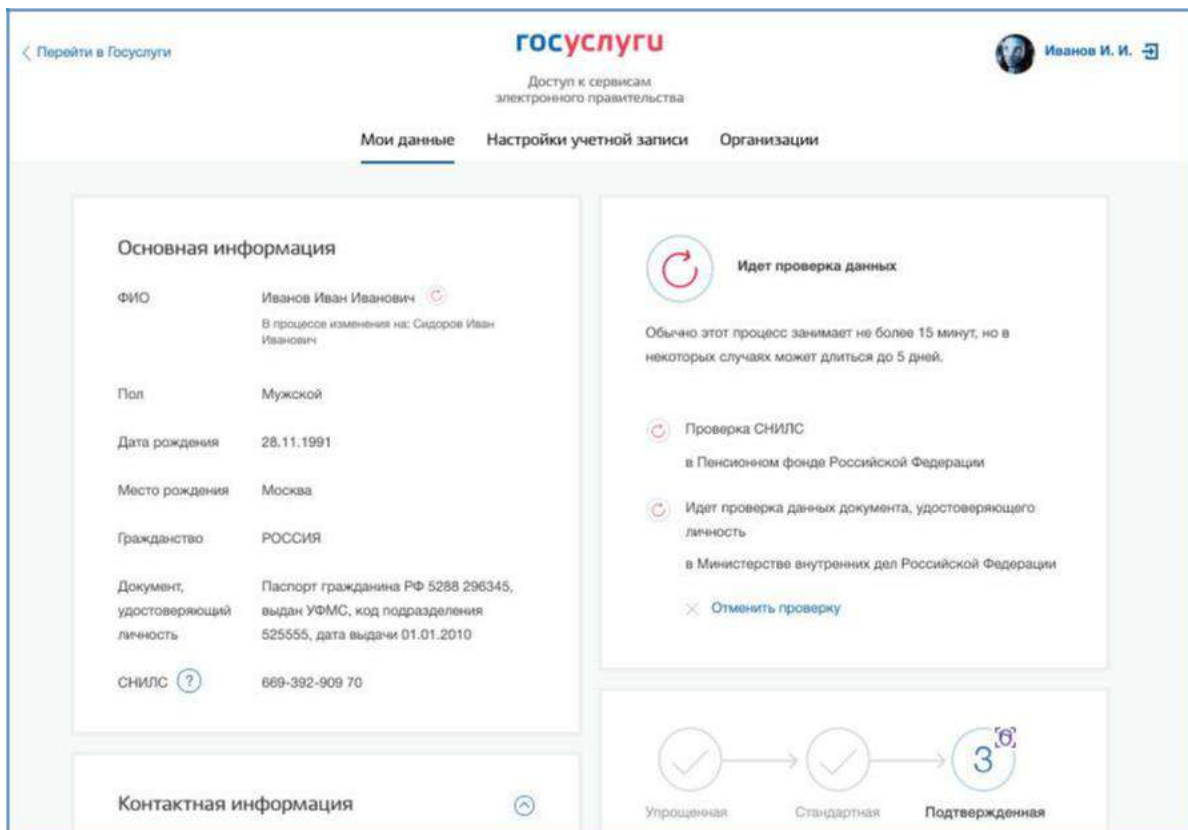 Перейти в Госуслуги
госуслуги
Доступ к сервисам
электронного правительства
Иванов И. И.
Мои данные Настройки учетной записи Организации
Основная информация
ФИО Иванов Иван Иванович
В процессе изменения на: Сидоров Иван
Иванович
Пол Мужской
Дата рождения 28.11.1991
Место рождения Москва
Гражданство РОССИЯ
Документ, Паспорт гражданина РФ 5288 296345,
удостоверяющий выдан УФМС, код подразделения
личность 525555, дата выдачи 01.01.2010
СНИЛС ? 669-392-909 70
Контактная информация
Идет проверка данных
Обычно этот процесс занимает не более 15 минут, но в
некоторых случаях может длиться до 5 дней.
Проверка СНИЛС
в Пенсионном фонде Российской Федерации
Идет проверка данных документа, удостоверяющего
личность
в Министерстве внутренних дел Российской Федерации
Отменить проверку
3
Упрощенная Стандартная Подтвержденная